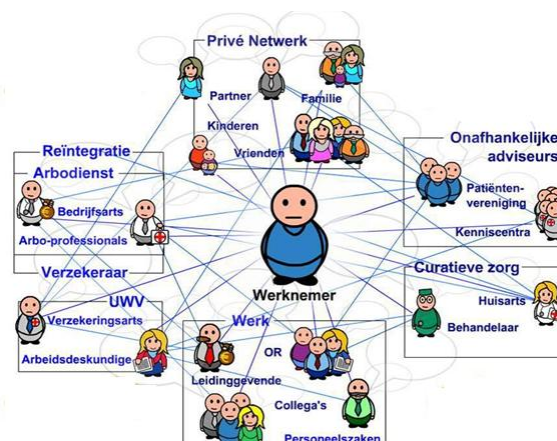 Privé Netwerk
Partner
Familie
Kinderen
Vrienden
Reïntegratie
Arbodienst
Bedrijfsarts
Arbo-professionals
Verzekeraar
UWV
Verzekeringsarts
Arbeidsdeskundige
Werknemer
Werk
OR
Leidinggevende
Collega's
Personeelszaken
Onafhankelijke
adviseurs
Patiënten-
vereniging
Kenniscentra
Curatieve zorg
Huisarts
Behandelaar